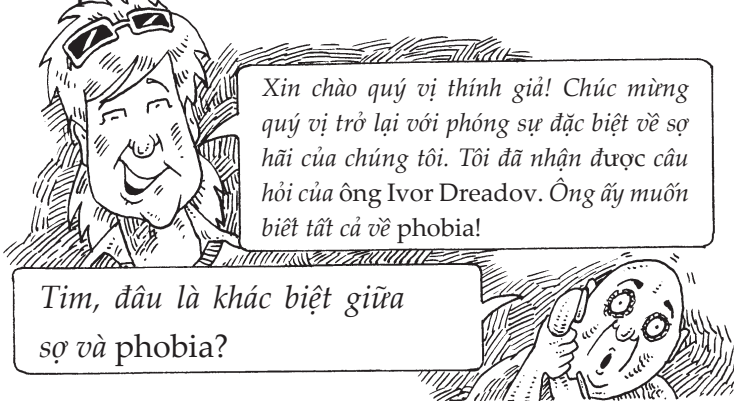 Xin chào quý vị thính giả! Chúc mừng
quý vị trở lại với phóng sự đặc biệt về sợ
hãi của chúng tôi. Tôi đã nhận được câu
hỏi của ông Ivor Dreadov. Ông ấy muốn
biết tất cả về phobia!
Tim, đâu là khác biệt giữa
sợ và phobia?